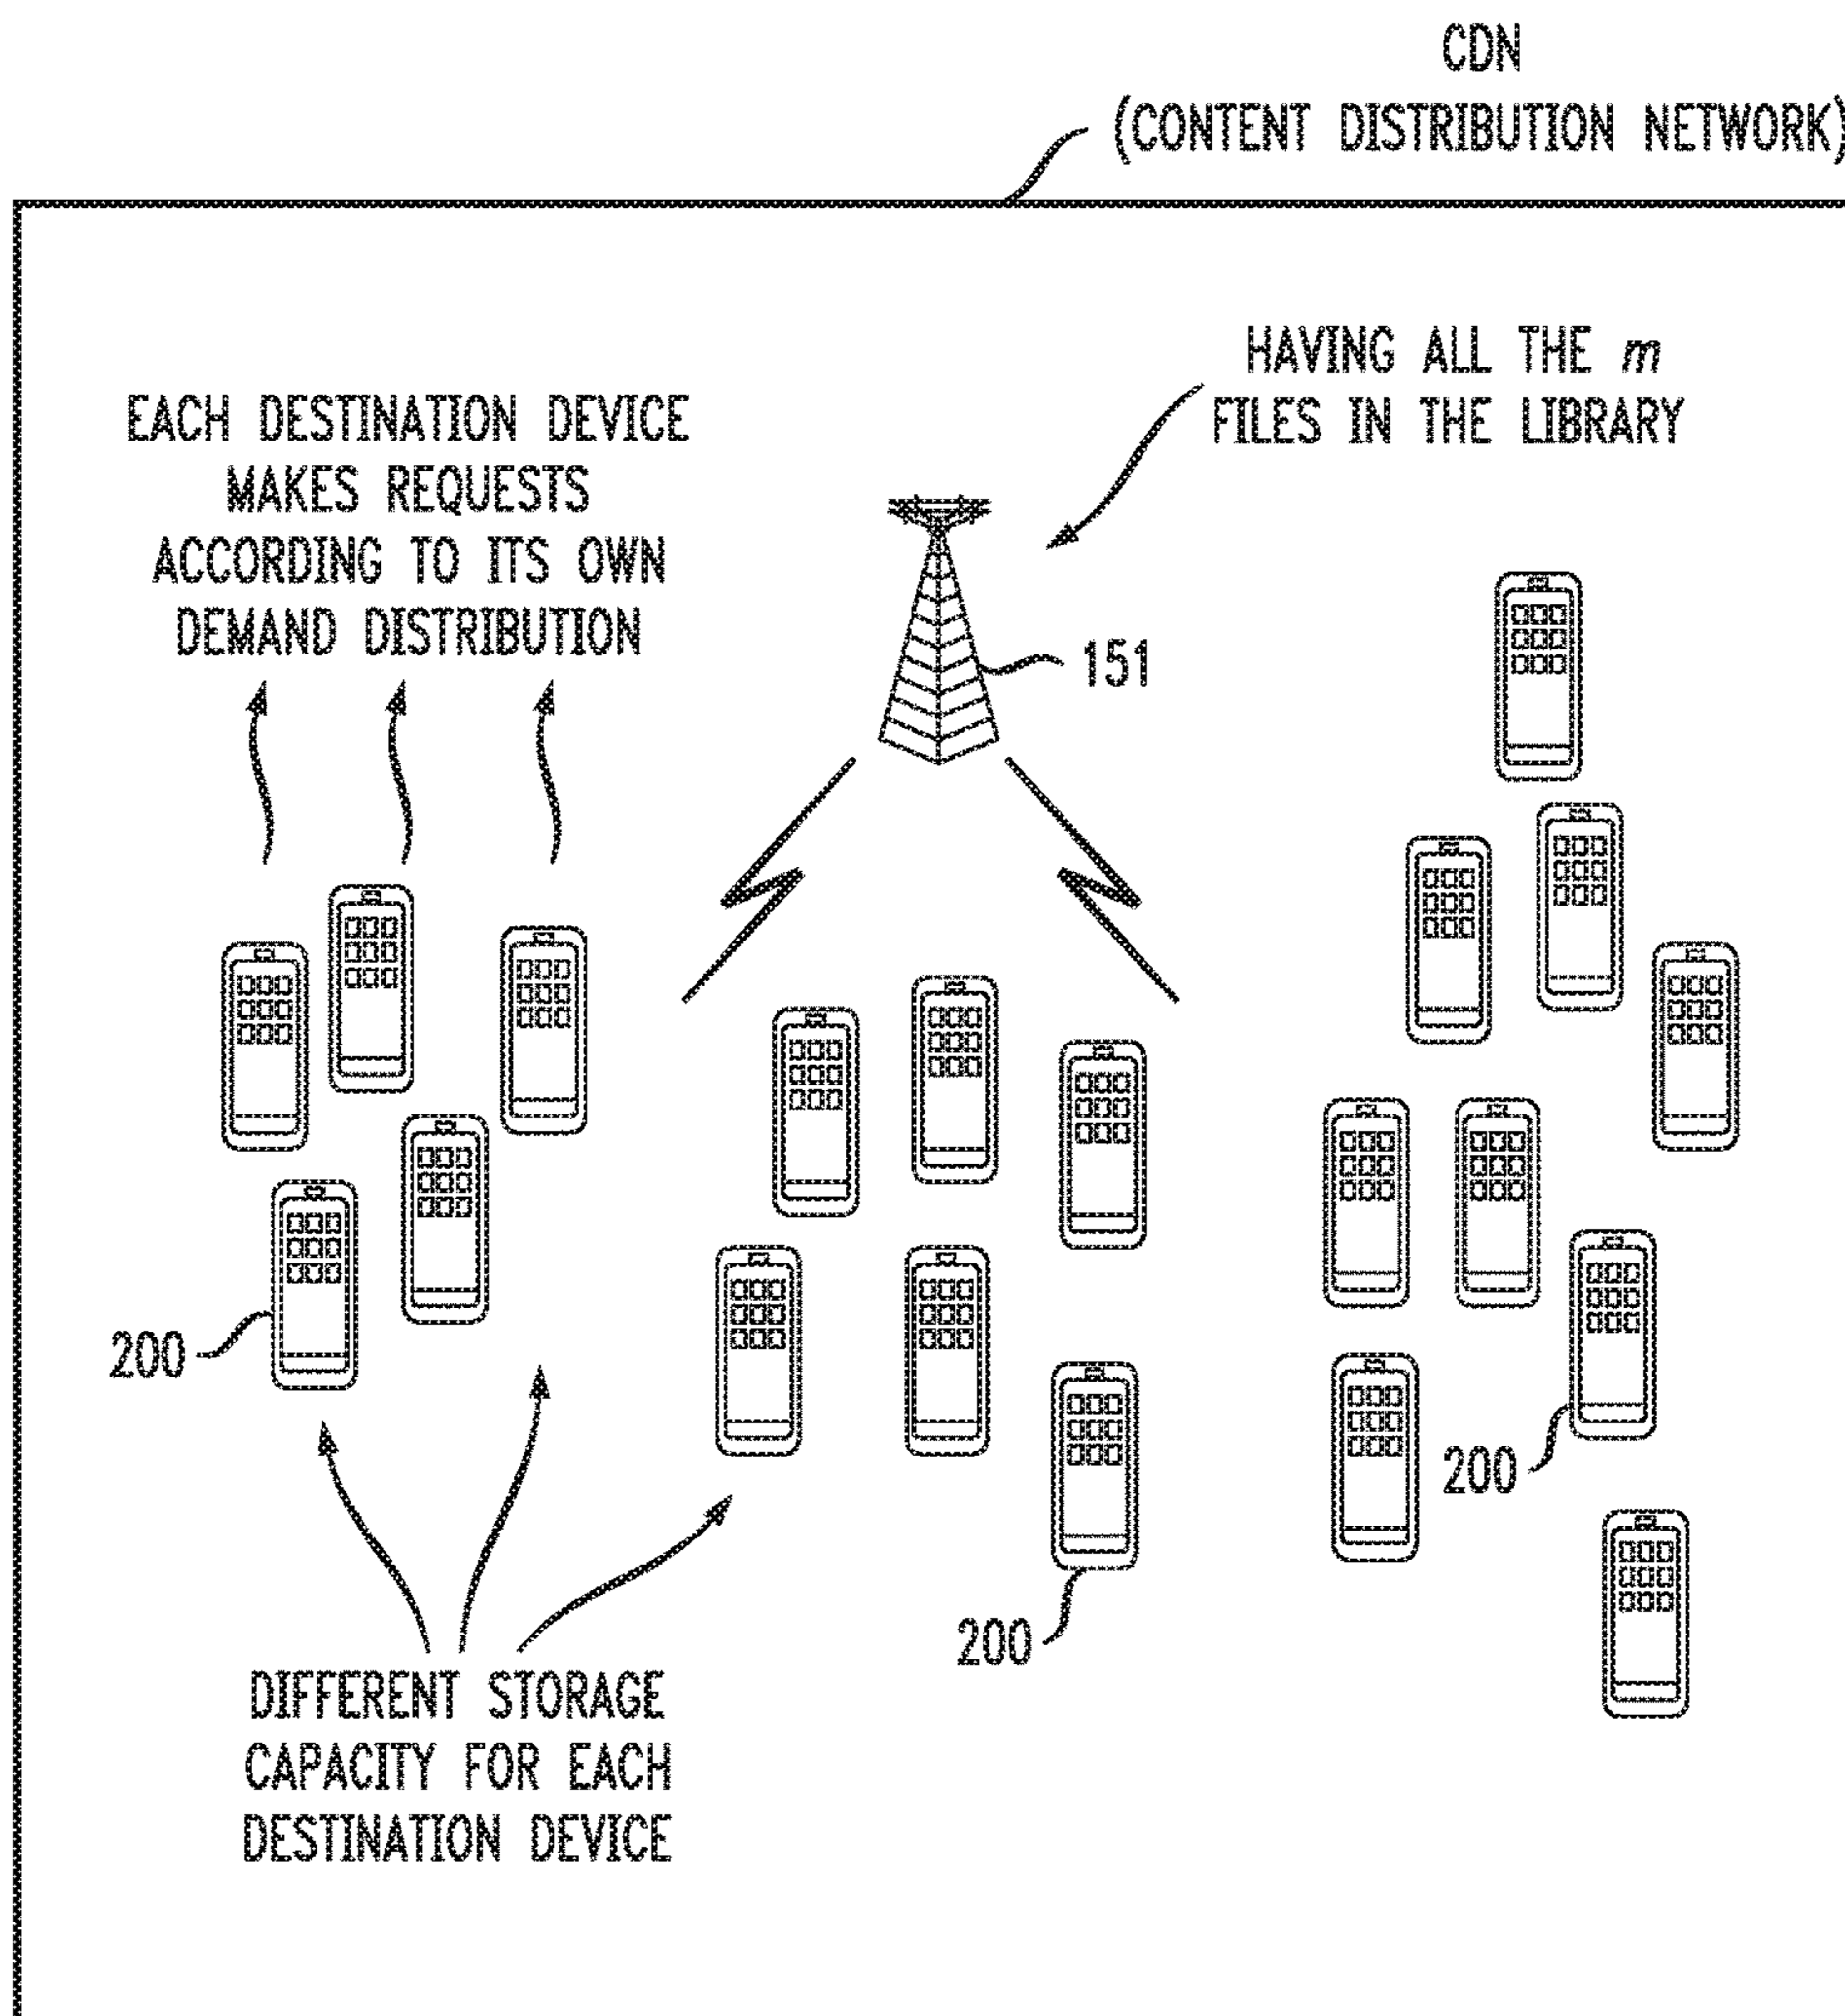 CDN
(CONTENT DISTRIBUTION NETWORK)
HAVING ALL THE m
FILES IN THE LIBRARY
EACH DESTINATION DEVICE
MAKES REQUESTS
ACCORDING TO ITS OWN
DEMAND DISTRIBUTION
151
200
200
200
DIFFERENT STORAGE
CAPACITY FOR EACH
DESTINATION DEVICE